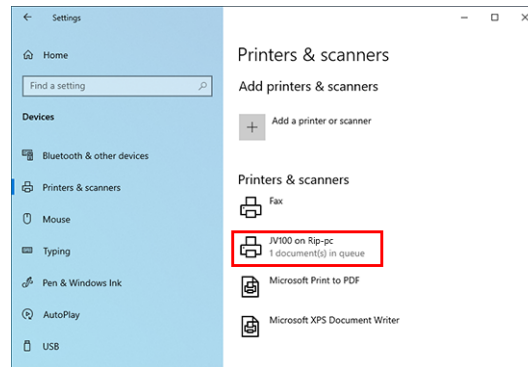 Settings
Home
Find a setting
Devices
Bluetooth & other devices
Printers & scanners
Mouse
Typing
Pen & Windows Ink
AutoPlay
USB
Printers & scanners
Add printers & scanners
Add a printer or scanner
Printers & scanners
Fax
JV100 on Rip-pc
1 document(s) in queue
Microsoft Print to PDF
Microsoft XPS Document Writer